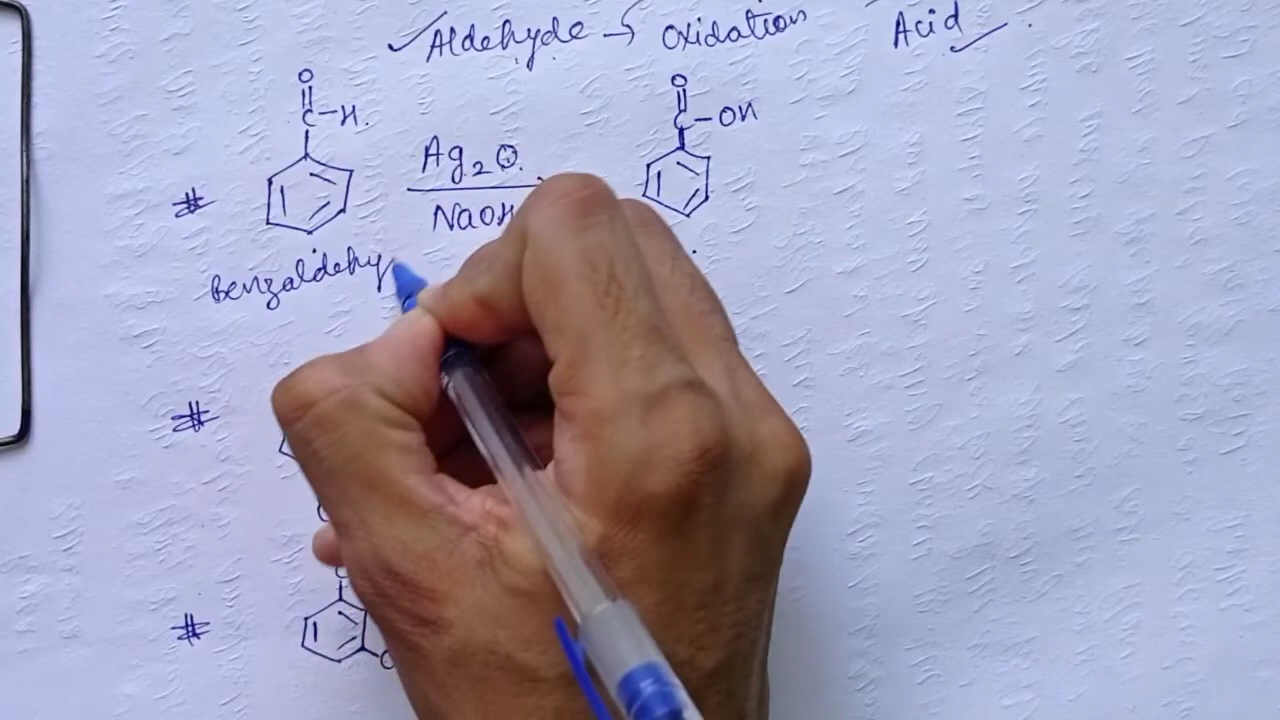 ✓Aldehyde → Oxidation Acid ✓
O O
C-H. C-OH
Ag₂O.
#
NaOH
Benzaldehy
#
#